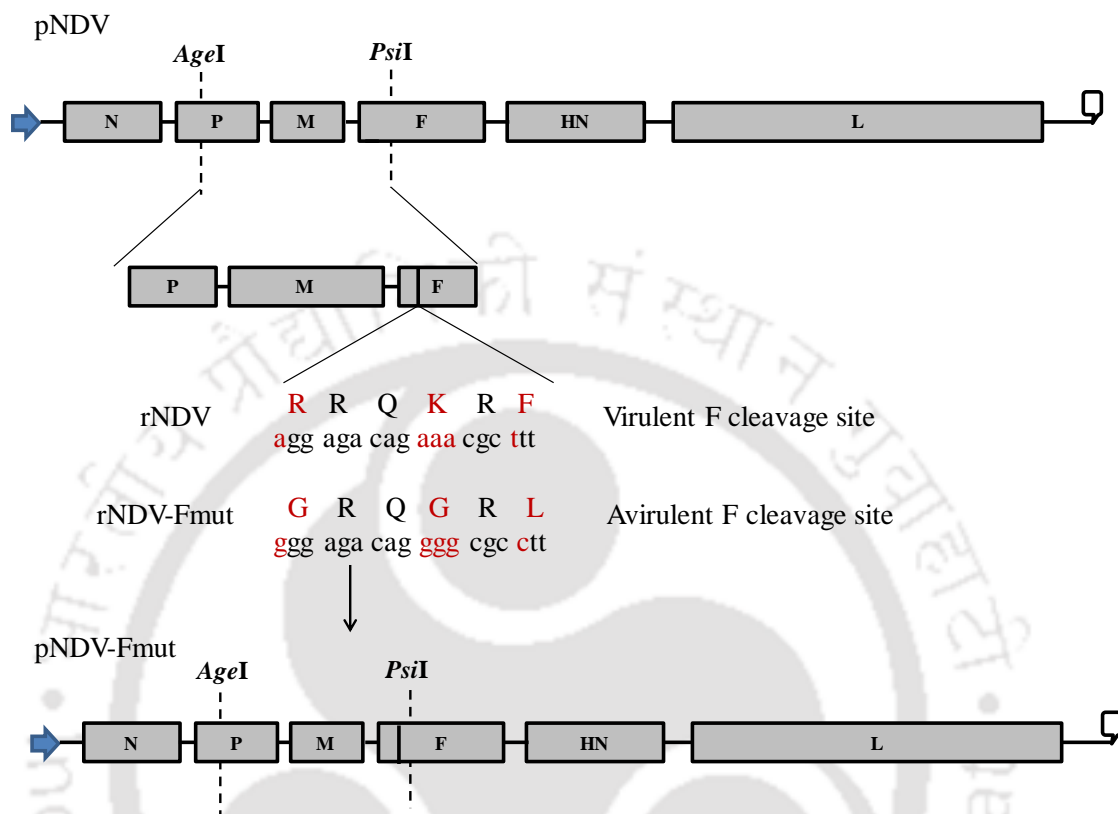 pNDV
AgeI PsiI
N P M F HN L
P M F
rNDV R R Q K R F Virulent F cleavage site
agg aga cag aaa cgc ttt
rNDV-Fmut G R Q G R L Avirulent F cleavage site
ggg aga cag ggg cgc ctt
pNDV-Fmut
AgeI PsiI
N P M F HN L